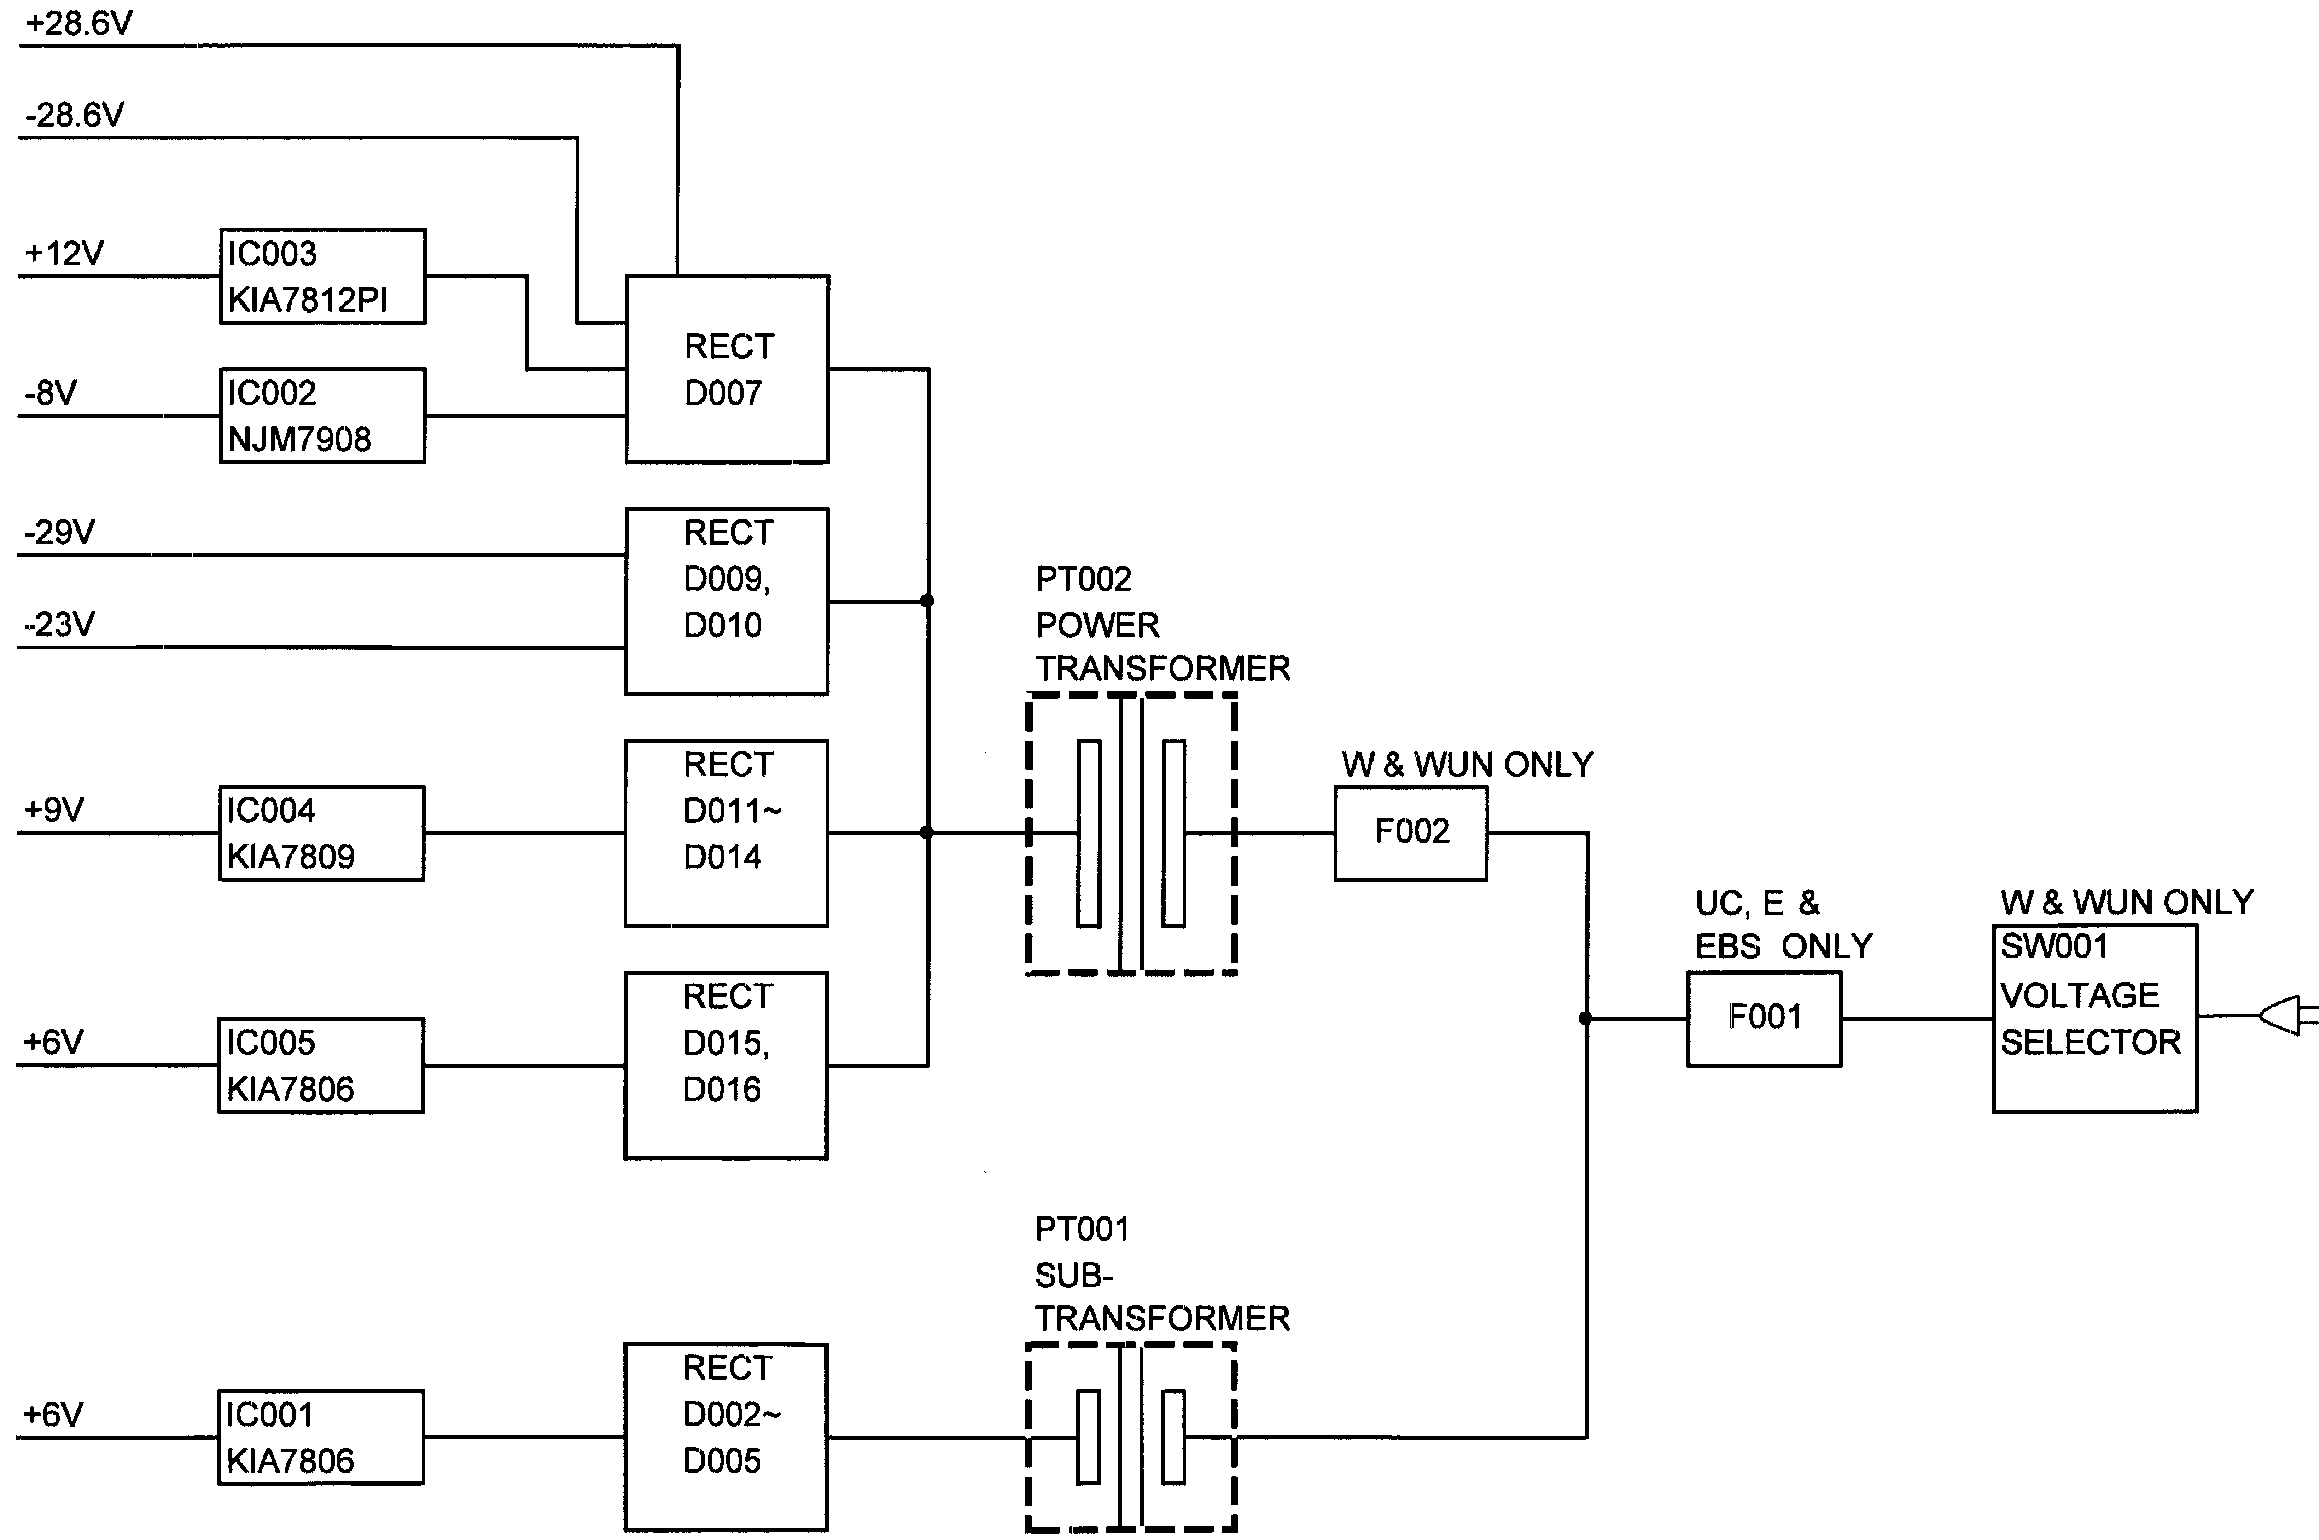 +28.6V
-28.6V
+12V
IC003
KIA7812PI
RECT
D007
-8V
IC002
NJM7908
-29V
-23V
RECT
D009,
D010
PT002
POWER
TRANSFORMER
+9V
IC004
KIA7809
RECT
D011~
D014
W & WUN ONLY
F002
UC, E &
EBS ONLY
F001
W & WUN ONLY
SW001
VOLTAGE
SELECTOR
+6V
IC005
KIA7806
RECT
D015,
D016
PT001
SUB-
TRANSFORMER
+6V
IC001
KIA7806
RECT
D002~
D005